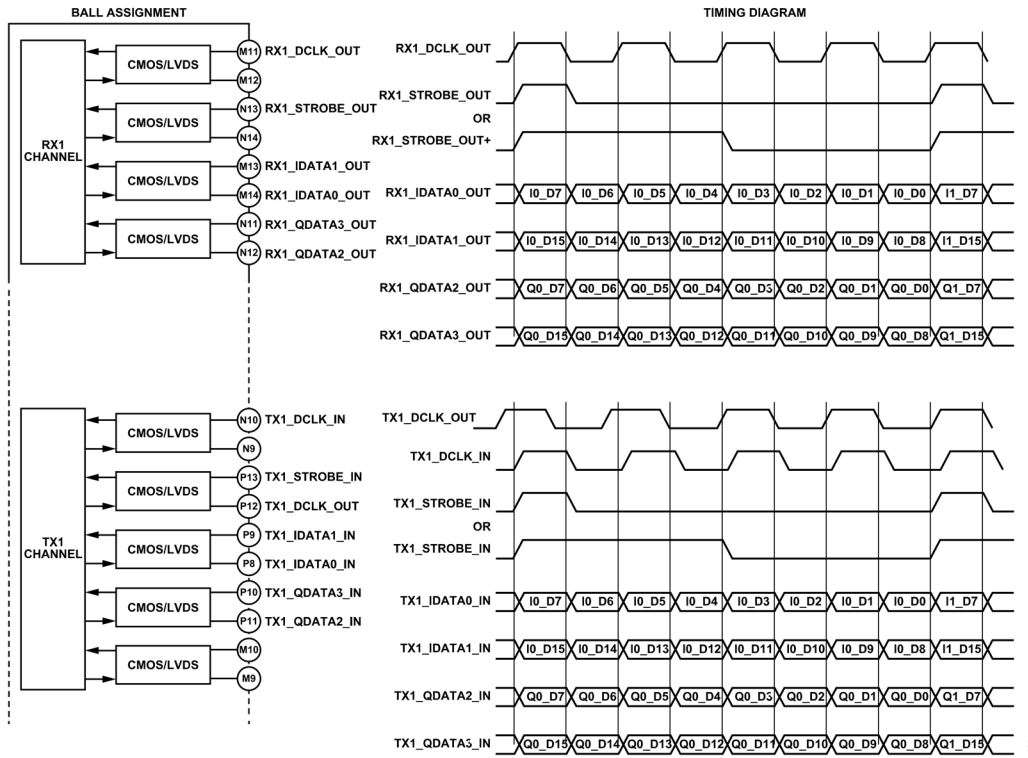 BALL ASSIGNMENT
TIMING DIAGRAM
RX1 CHANNEL
CMOS/LVDS
M11 RX1_DCLK_OUT
M12
CMOS/LVDS
N13 RX1_STROBE_OUT
N14
CMOS/LVDS
M13 RX1_IDATA1_OUT
M14 RX1_IDATA0_OUT
CMOS/LVDS
N11 RX1_QDATA3_OUT
N12 RX1_QDATA2_OUT
RX1_DCLK_OUT
RX1_STROBE_OUT
OR
RX1_STROBE_OUT+
RX1_IDATA0_OUT I0_D7 I0_D6 I0_D5 I0_D4 I0_D3 I0_D2 I0_D1 I0_D0 I1_D7
RX1_IDATA1_OUT I0_D15 I0_D14 I0_D13 I0_D12 I0_D11 I0_D10 I0_D9 I0_D8 I1_D15
RX1_QDATA2_OUT Q0_D7 Q0_D6 Q0_D5 Q0_D4 Q0_D3 Q0_D2 Q0_D1 Q0_D0 Q1_D7
RX1_QDATA3_OUT Q0_D15 Q0_D14 Q0_D13 Q0_D12 Q0_D11 Q0_D10 Q0_D9 Q0_D8 Q1_D15
TX1 CHANNEL
CMOS/LVDS
N10 TX1_DCLK_IN
N9
CMOS/LVDS
P13 TX1_STROBE_IN
P12 TX1_DCLK_OUT
CMOS/LVDS
P9 TX1_IDATA1_IN
P8 TX1_IDATA0_IN
CMOS/LVDS
P10 TX1_QDATA3_IN
P11 TX1_QDATA2_IN
CMOS/LVDS
M10
M9
TX1_DCLK_OUT
TX1_DCLK_IN
TX1_STROBE_IN
OR
TX1_STROBE_IN
TX1_IDATA0_IN I0_D7 I0_D6 I0_D5 I0_D4 I0_D3 I0_D2 I0_D1 I0_D0 I1_D7
TX1_IDATA1_IN I0_D15 I0_D14 I0_D13 I0_D12 I0_D11 I0_D10 I0_D9 I0_D8 I1_D15
TX1_QDATA2_IN Q0_D7 Q0_D6 Q0_D5 Q0_D4 Q0_D3 Q0_D2 Q0_D1 Q0_D0 Q1_D7
TX1_QDATA3_IN Q0_D15 Q0_D14 Q0_D13 Q0_D12 Q0_D11 Q0_D10 Q0_D9 Q0_D8 Q1_D15